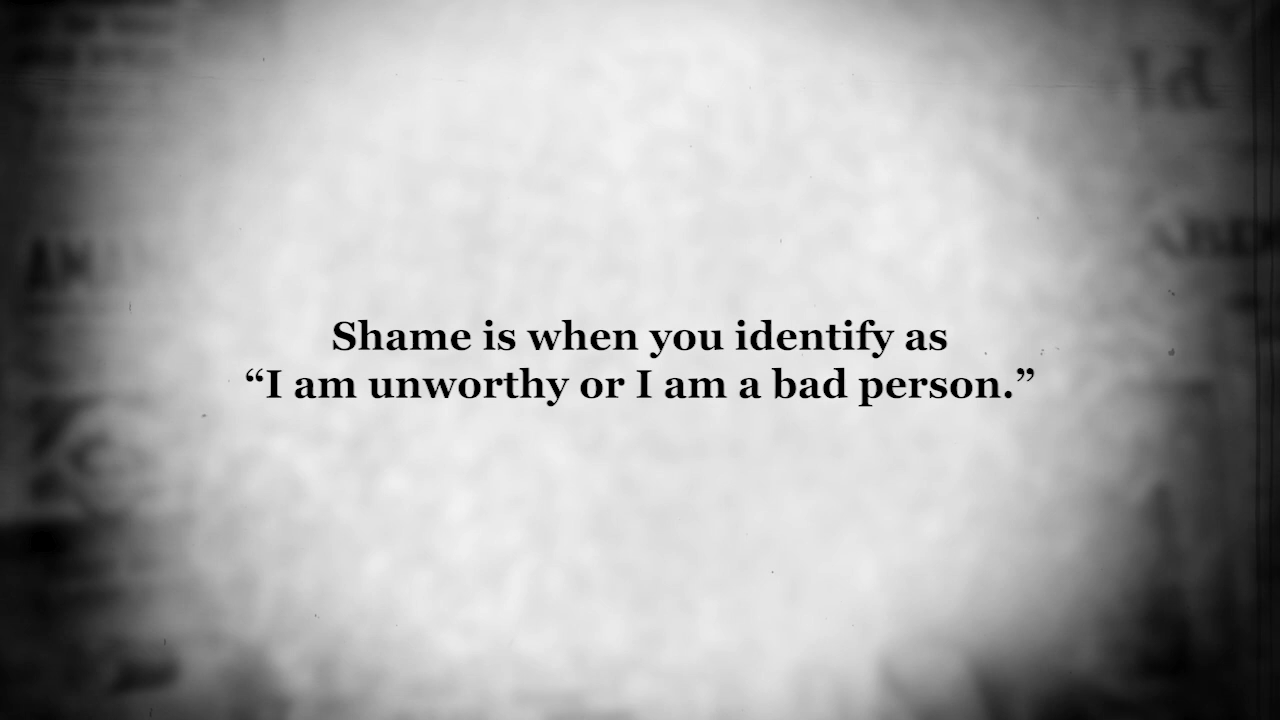 Shame is when you identify as
“I am unworthy or I am a bad person.”